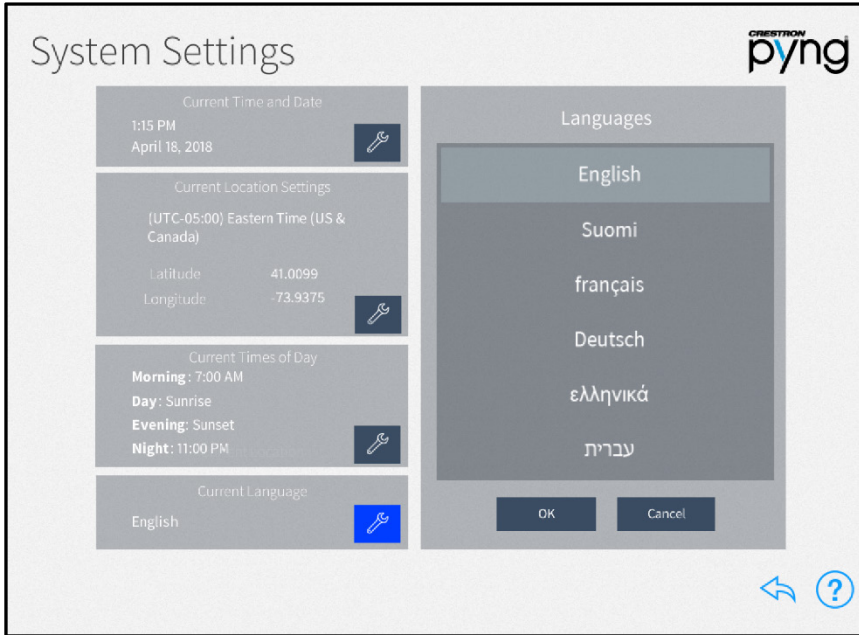 System Settings
CRESTRON
pyng
Current Time and Date
1:15 PM
April 18, 2018
Current Location Settings
(UTC-05:00) Eastern Time (US &
Canada)
Latitude 41.0099
Longitude -73.9375
Current Times of Day
Morning: 7:00 AM
Day: Sunrise
Evening: Sunset
Night: 11:00 PM
Current Language
English
Languages
English
Suomi
français
Deutsch
ελληνικά
עברית
OK
Cancel
?